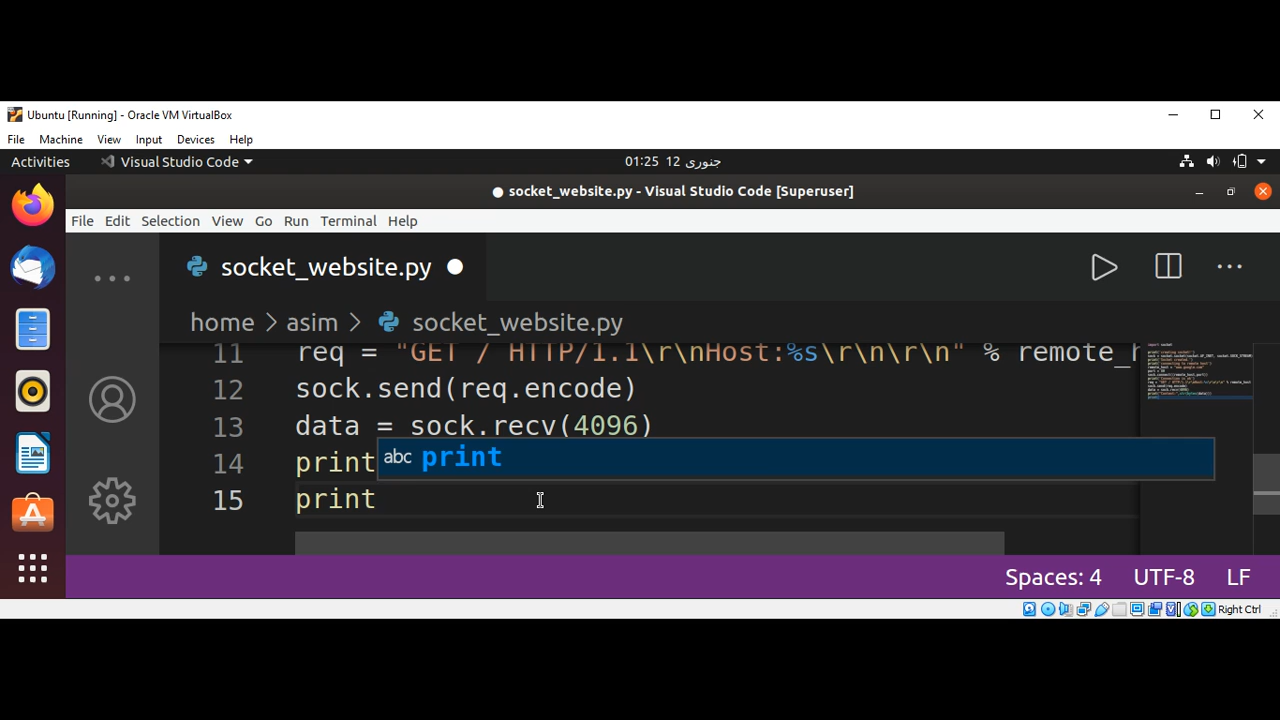 Ubuntu [Running] - Oracle VM VirtualBox
File Machine View Input Devices Help
Activities Visual Studio Code 01:25 12 جنوری
socket_website.py - Visual Studio Code [Superuser]
File Edit Selection View Go Run Terminal Help
socket_website.py
home asim socket_website.py
11 req = "GET / HTTP/1.1\r\nHost:%s\r\n\r\n" % remote_
12 sock.send(req.encode)
13 data = sock.recv(4096)
abc print
14 print
15 print
Spaces: 4 UTF-8 LF
Right Ctrl